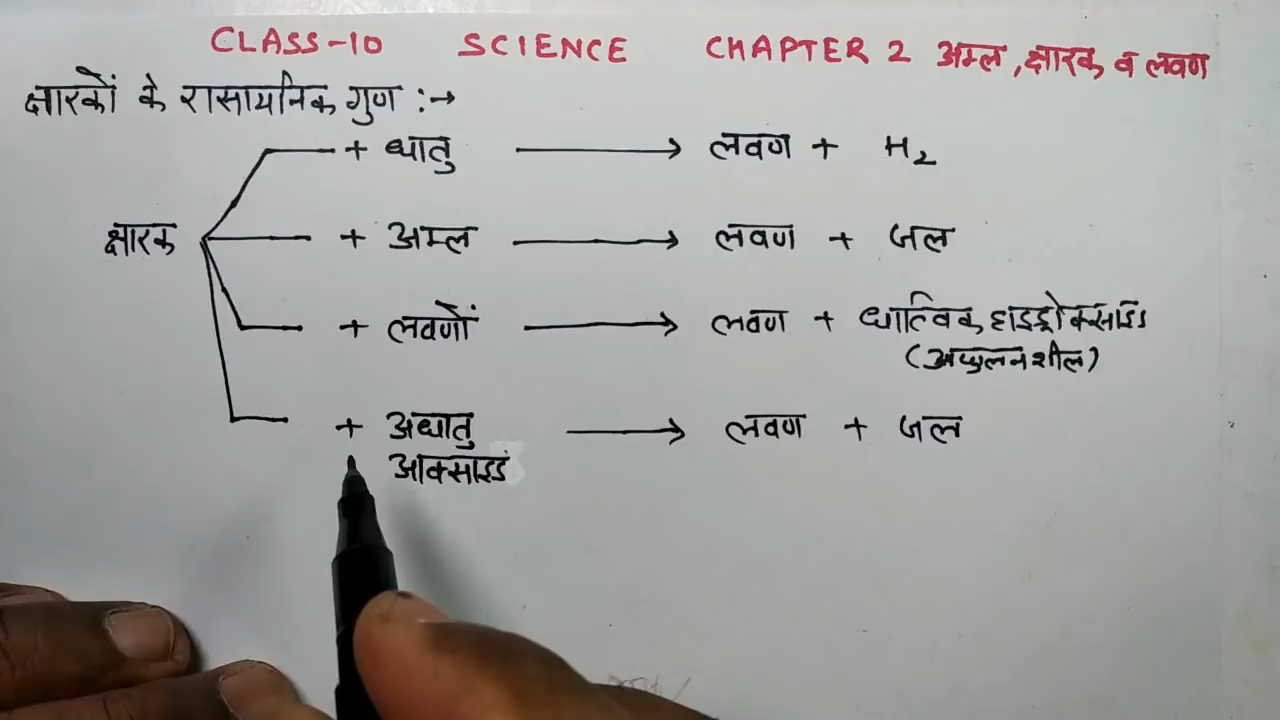 CLASS-10 SCIENCE CHAPTER 2 अम्ल, क्षारक व लवण
क्षारकों के रासायनिक गुण :→
+ धातु → लवण + H₂
क्षारक + अम्ल → लवण + जल
+ लवणों → लवण + धात्विक हाइड्रोक्साइड
(अघुलनशील)
+ अधातु → लवण + जल
ऑक्साइड